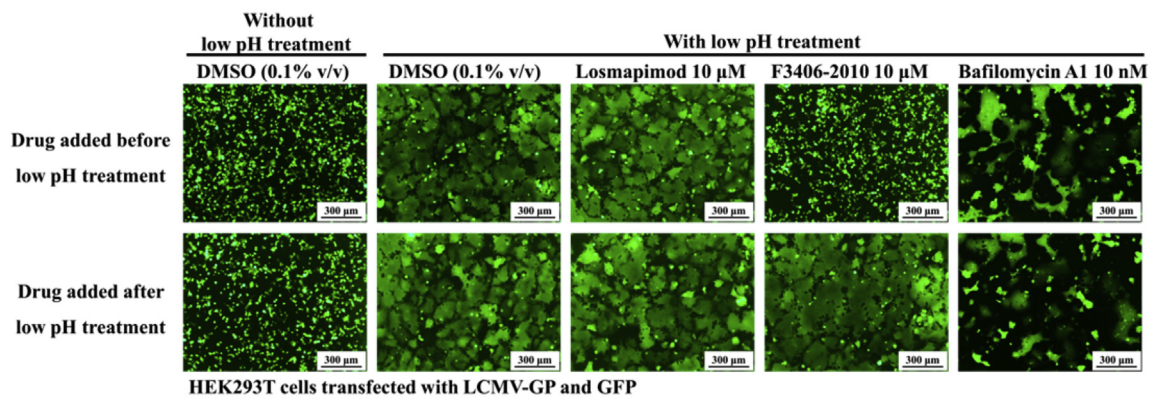 Without
low pH treatment
With low pH treatment
DMSO (0.1% v/v)
DMSO (0.1% v/v)
Losmapimod 10 μM
F3406-2010 10 μM
Bafilomycin A1 10 nM
Drug added before
low pH treatment
300 μm
300 μm
300 μm
300 μm
300 μm
Drug added after
low pH treatment
300 μm
300 μm
300 μm
300 μm
300 μm
HEK293T cells transfected with LCMV-GP and GFP